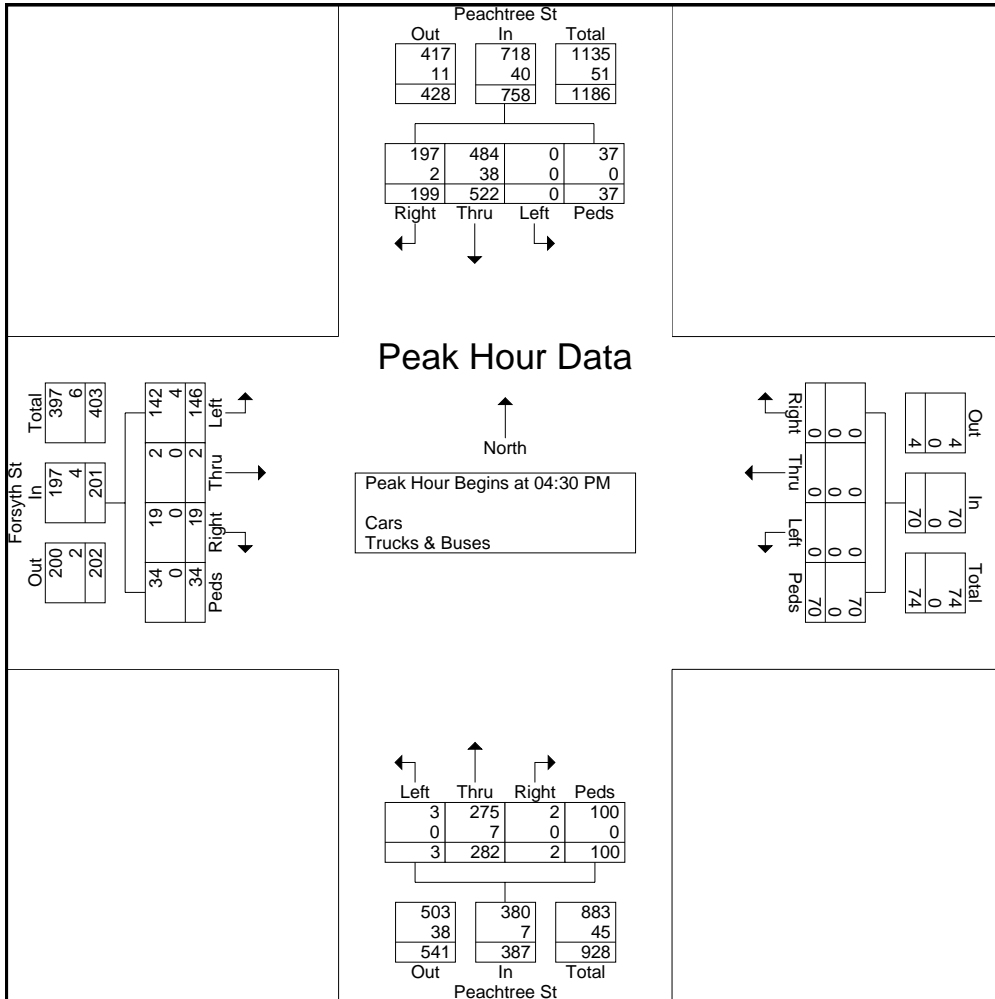 Peachtree St
Out In Total
417 718 1135
11 40 51
428 758 1186
197 484 0 37
2 38 0 0
199 522 0 37
Right Thru Left Peds
Peak Hour Data
North
Peak Hour Begins at 04:30 PM
Cars
Trucks & Buses
Forsyth St
Out In Total
200 197 397
2 4 6
202 201 403
34 19 2 142
0 0 0 4
34 19 2 146
Peds Right Thru Left
Out In Total
4 70 74
0 0 0
4 70 74
0 0 0 70
0 0 0 0
0 0 0 70
Right Thru Left Peds
Left Thru Right Peds
3 275 2 100
0 7 0 0
3 282 2 100
503 380 883
38 7 45
541 387 928
Out In Total
Peachtree St